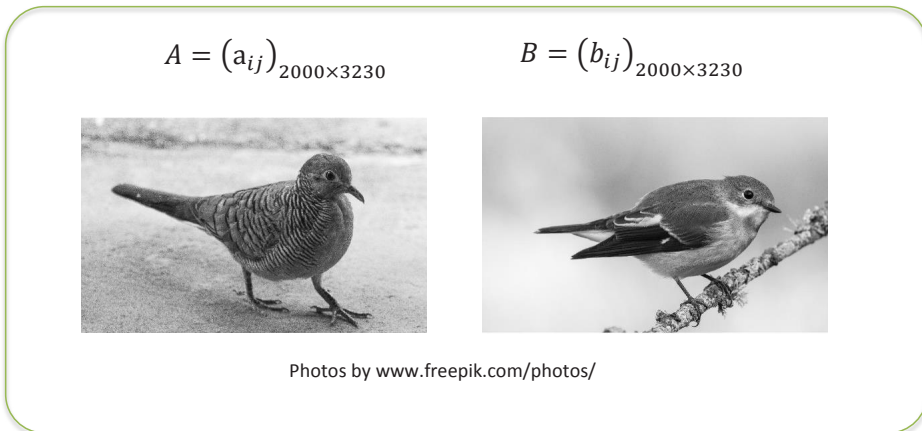 A = (a_{ij})_{2000×3230} B = (b_{ij})_{2000×3230}
Photos by www.freepik.com/photos/